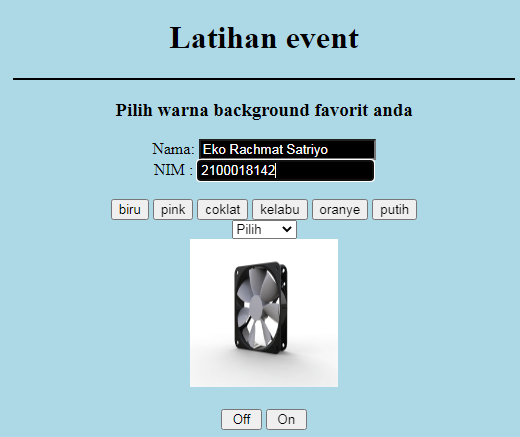 Latihan event
Pilih warna background favorit anda
Nama: Eko Rachmat Satriyo
NIM : 2100018142
biru pink coklat kelabu oranye putih
Pilih
Off On